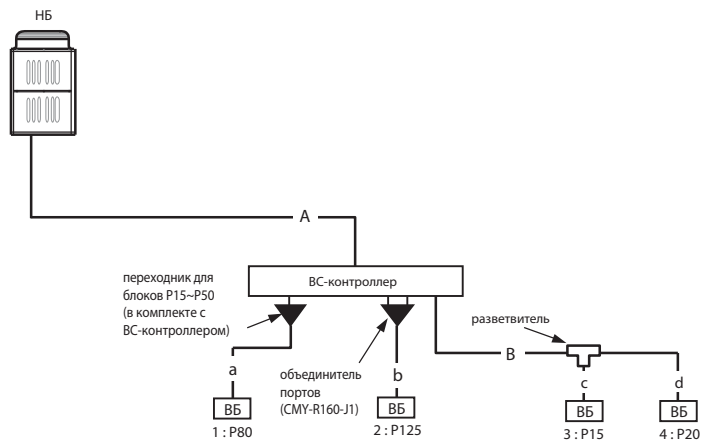 НБ
A
BC-контроллер
переходник для
блоков P15~P50
(в комплекте с
BC-контроллером)
разветвитель
B
a
объединитель
портов
(CMY-R160-J1)
b
c
d
ВБ
1 : P80
ВБ
2 : P125
ВБ
3 : P15
ВБ
4 : P20